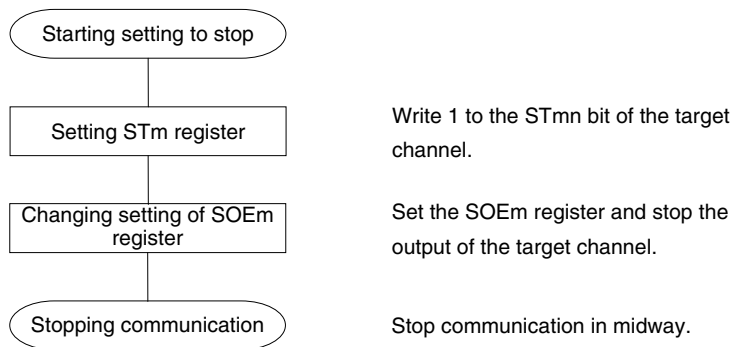 Starting setting to stop
Setting STm register
Write 1 to the STmn bit of the target
channel.
Changing setting of SOEm
register
Set the SOEm register and stop the
output of the target channel.
Stopping communication
Stop communication in midway.